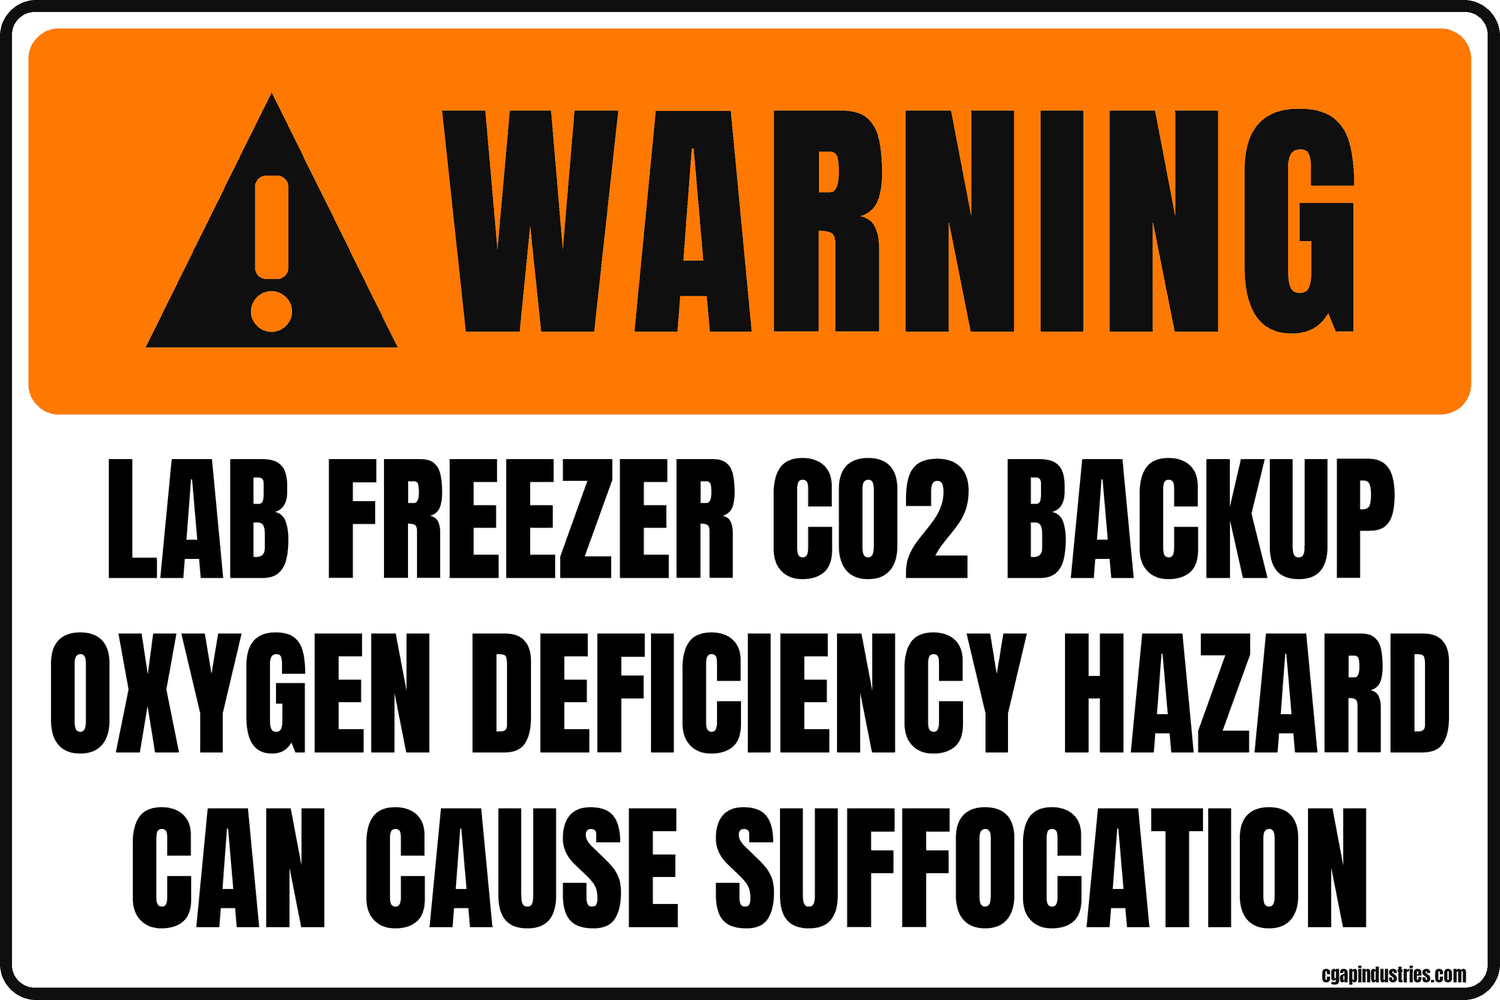 WARNING
LAB FREEZER CO2 BACKUP
OXYGEN DEFICIENCY HAZARD
CAN CAUSE SUFFOCATION
cgapindustries.com